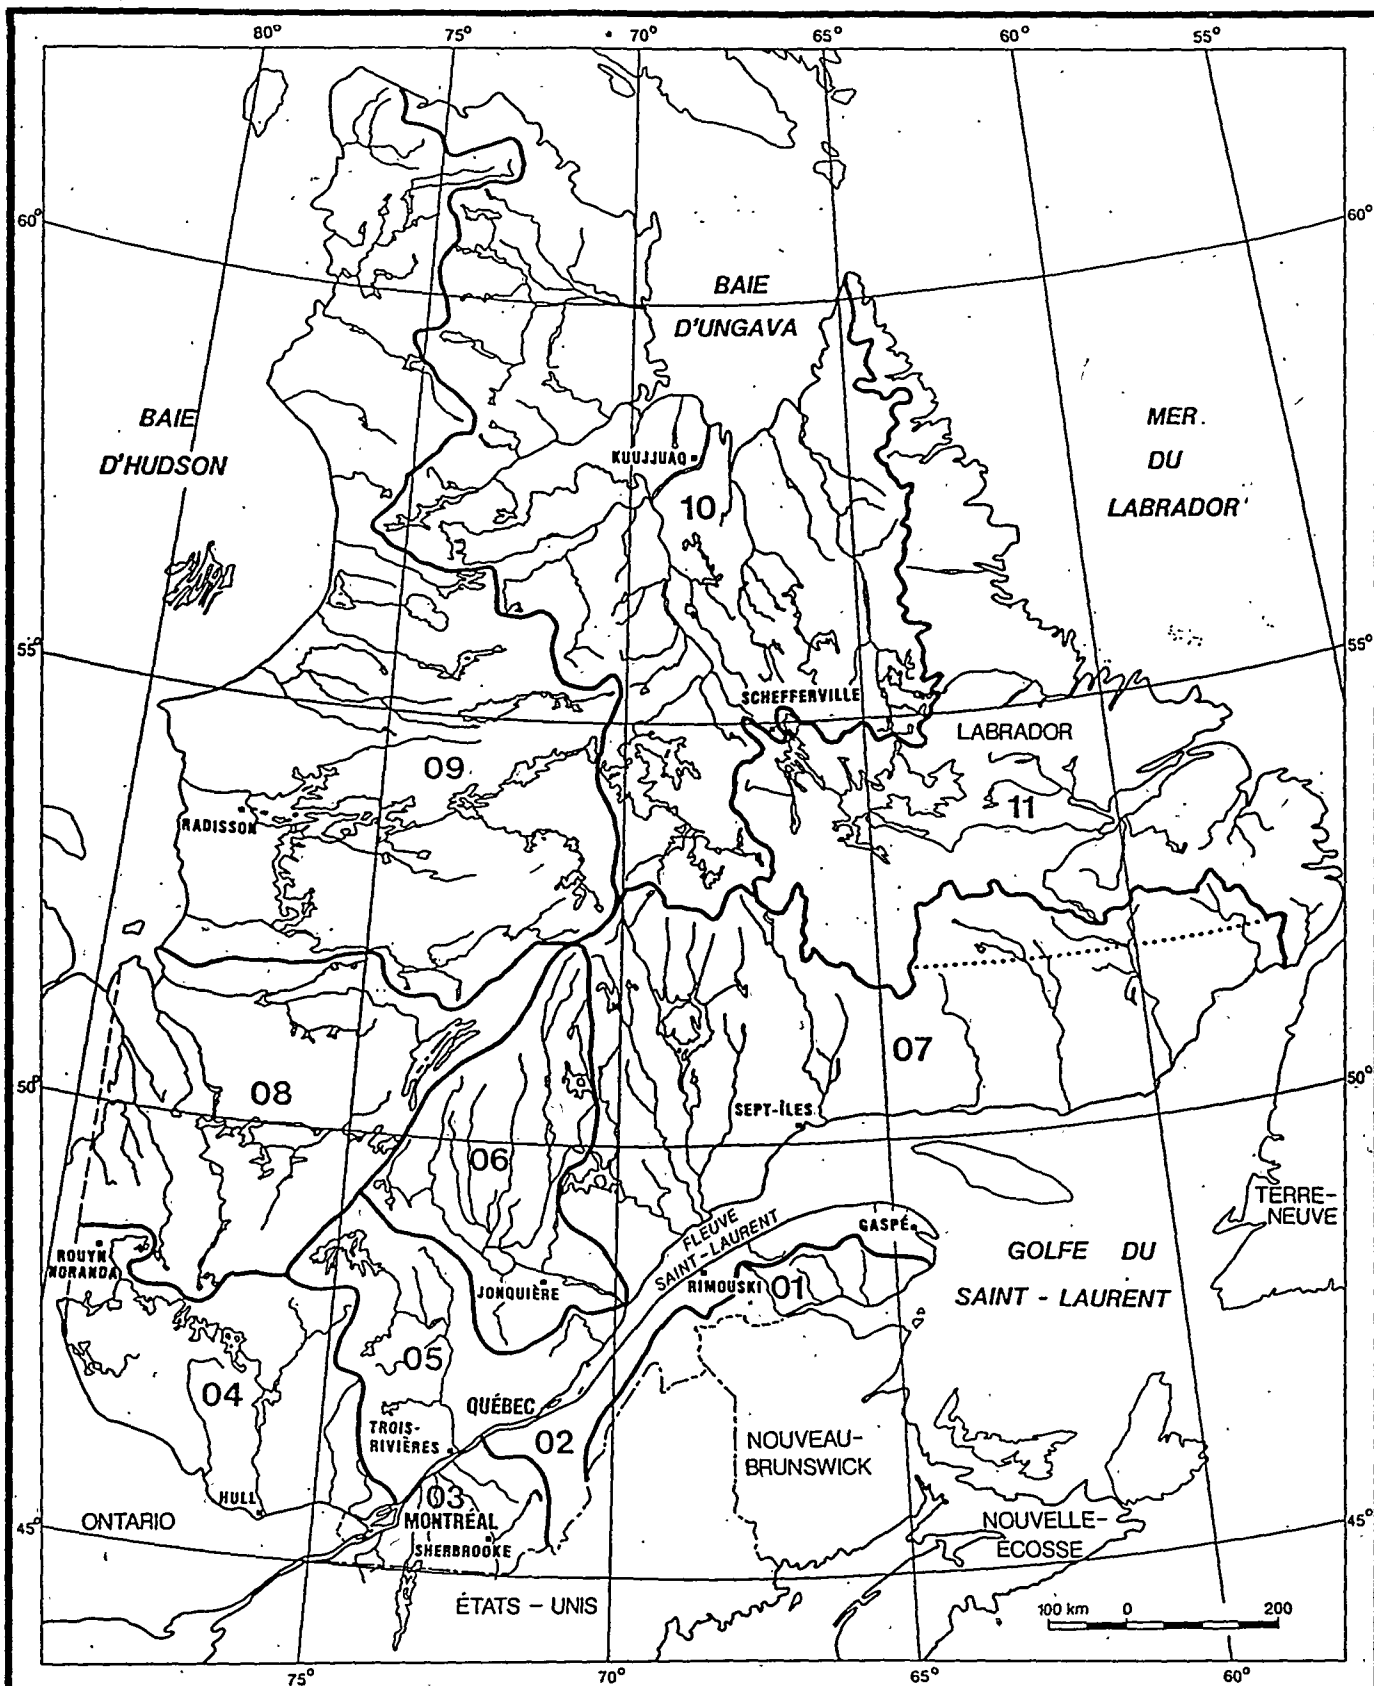 80° 75° 70° 65° 60° 55°
60° 60°
BAIE
D'UNGAVA
BAIE
D'HUDSON
MER.
DU
LABRADOR
KUUJJUAQ
10
55° 55°
SCHEFFERVILLE
LABRADOR
09
11
RADISSON
07
50° 50°
08
SEPT-ÎLES
06
TERRE-
NEUVE
FLEUVE
SAINT-LAURENT
GASPÉ
ROUYN
NORANDA
GOLFE DU
SAINT - LAURENT
JONQUIÈRE
RIMOUSKI
01
05
04
QUÉBEC
TROIS-
RIVIÈRES
02
NOUVEAU-
BRUNSWICK
HULL
03
ONTARIO
MONTRÉAL
NOUVELLE-
ÉCOSSE
45° 45°
SHERBROOKE
ÉTATS - UNIS
100 km 0 200
75° 70° 65° 60°